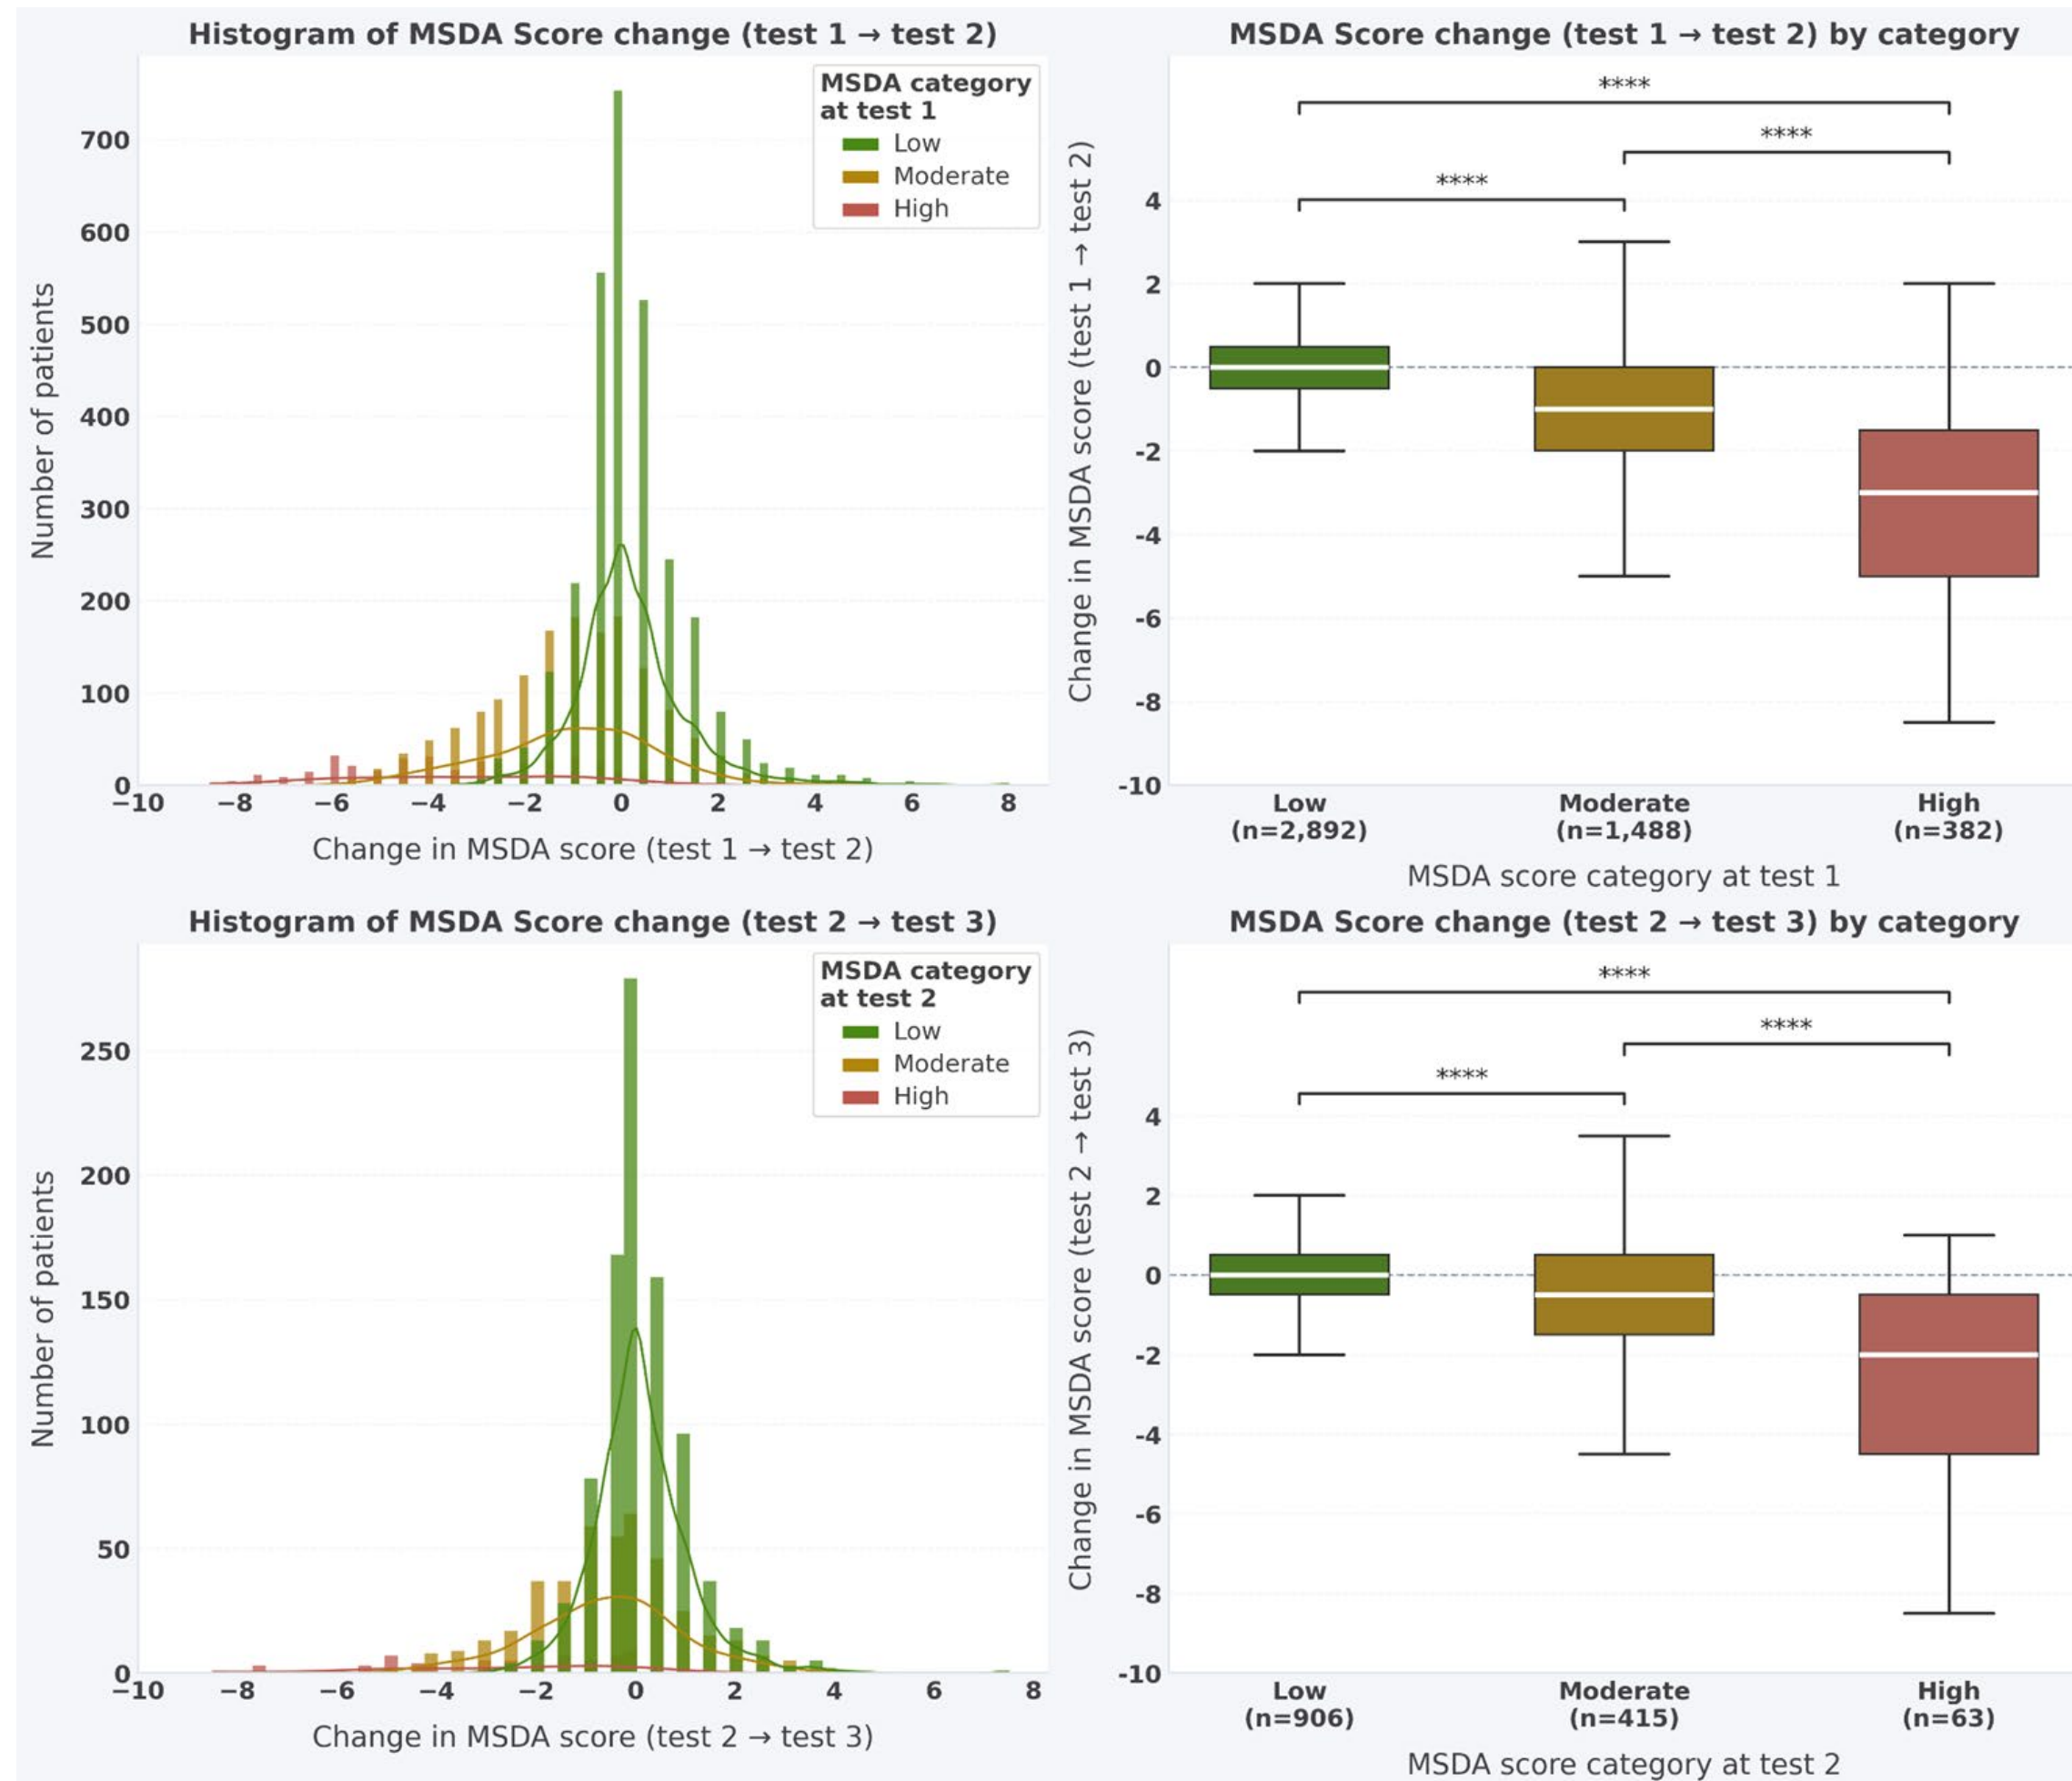 Histogram of MSDA Score change (test 1 → test 2)
Number of patients
700
600
500
400
300
200
100
0
MSDA category
at test 1
Low
Moderate
High
−10
−8
−6
−4
−2
0
2
4
6
8
Change in MSDA score (test 1 → test 2)
MSDA Score change (test 1 → test 2) by category
Change in MSDA score (test 1 → test 2)
****
****
****
4
2
0
-2
-4
-6
-8
-10
Low
(n=2,892)
Moderate
(n=1,488)
High
(n=382)
MSDA score category at test 1
Histogram of MSDA Score change (test 2 → test 3)
Number of patients
250
200
150
100
50
0
MSDA category
at test 2
Low
Moderate
High
−10
−8
−6
−4
−2
0
2
4
6
8
Change in MSDA score (test 2 → test 3)
MSDA Score change (test 2 → test 3) by category
Change in MSDA score (test 2 → test 3)
****
****
****
4
2
0
-2
-4
-6
-8
-10
Low
(n=906)
Moderate
(n=415)
High
(n=63)
MSDA score category at test 2